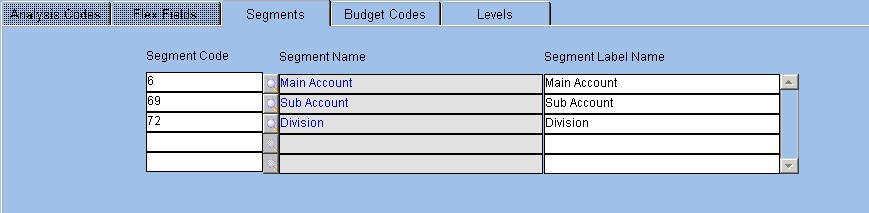 Analysis Codes Flex Fields Segments Budget Codes Levels
Segment Code Segment Name Segment Label Name
6 Main Account Main Account
69 Sub Account Sub Account
72 Division Division